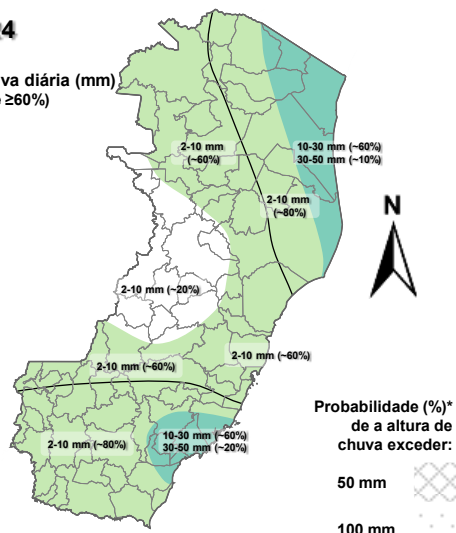 24
va diária (mm)
≥60%)
2-10 mm
(~60%)
10-30 mm (~60%)
30-50 mm (~10%)
2-10 mm
(~80%)
N
2-10 mm (~20%)
2-10 mm (~60%)
2-10 mm (~60%)
2-10 mm (~80%)
10-30 mm (~60%)
30-50 mm (~20%)
Probabilidade (%)*
de a altura de
chuva exceder:
50 mm
100 mm